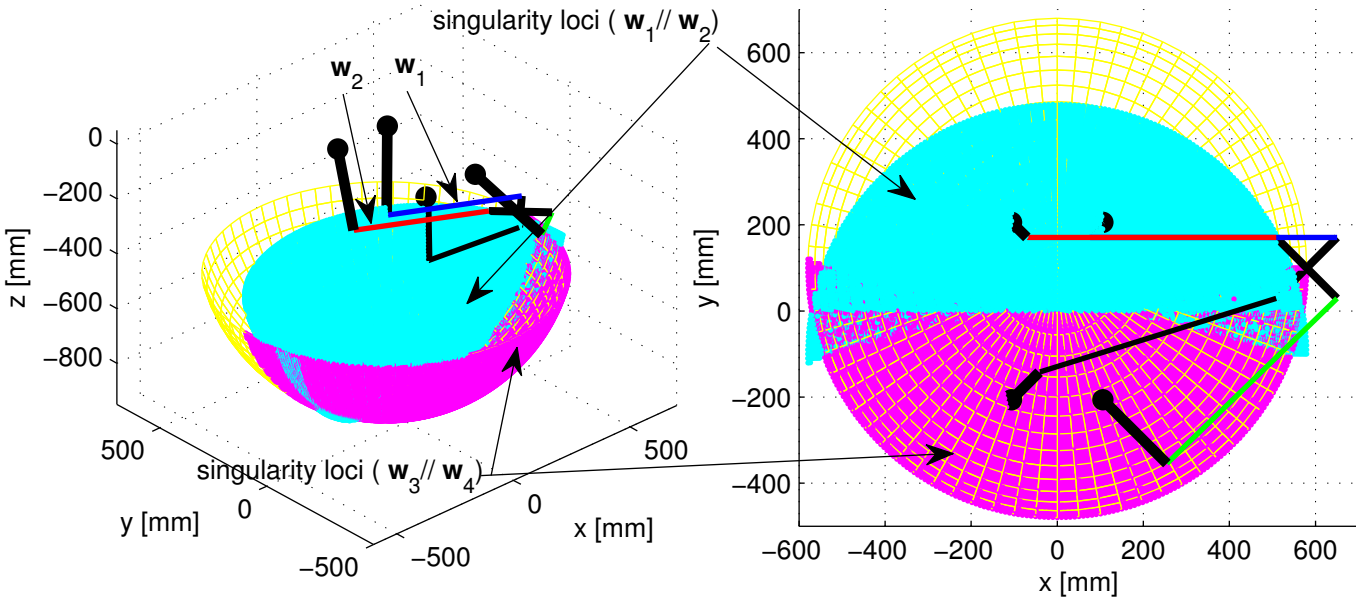 singularity loci ( w₁// w₂)
w₂ w₁
0
−200
−400
−600
−800
z [mm]
500
0
−500
y [mm]
−500
0
500
x [mm]
singularity loci ( w₃// w₄)
600
400
200
0
−200
−400
y [mm]
−600 −400 −200 0 200 400 600
x [mm]